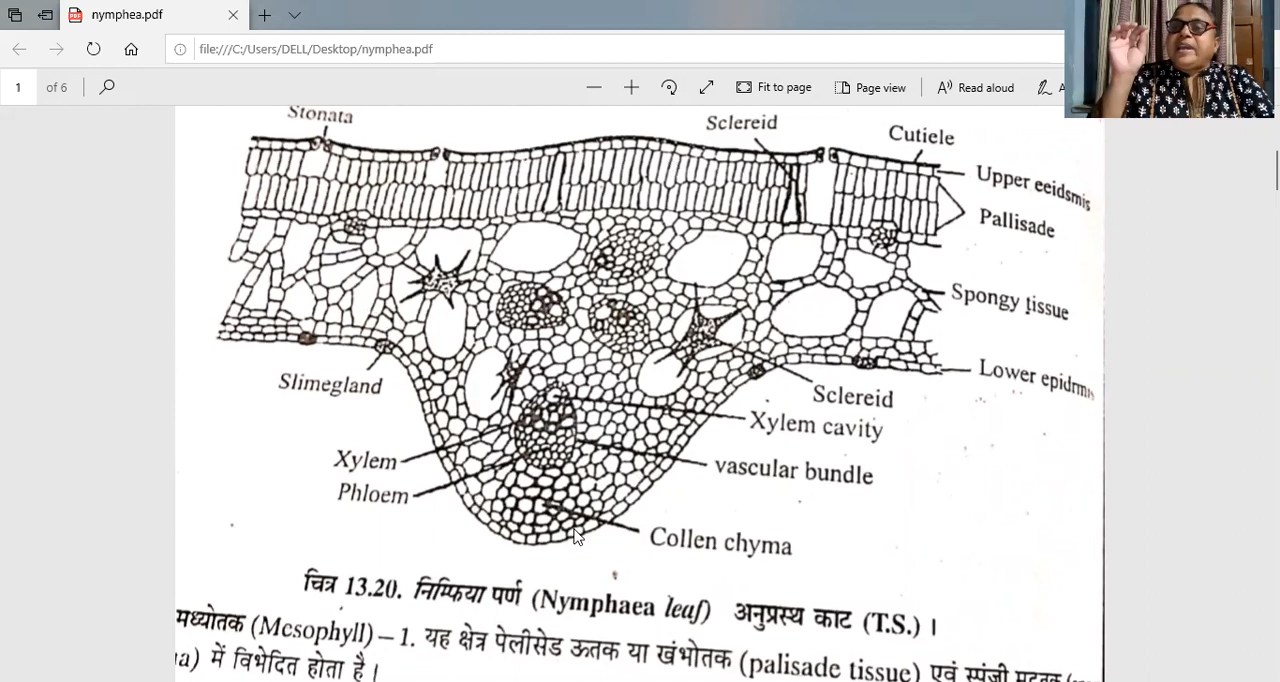 nymphea.pdf
file:///C:/Users/DELL/Desktop/nymphea.pdf
1 of 6
Fit to page
Page view
Read aloud
Stonata
Sclereid
Cutiele
Upper eeidsmis
Pallisade
Spongy tissue
Slimegland
Lower epidrmis
Sclereid
Xylem cavity
Xylem
vascular bundle
Phloem
Collen chyma
चित्र 13.20. निम्फिया पर्ण (Nymphaea leaf) अनुप्रस्थ काट (T.S.) ।
मध्योतक (Mesophyll) – 1. यह क्षेत्र पेलीसेड ऊतक या खंभोतक (palisade tissue) एवं स्पंजी
में विभेदित होता है ।